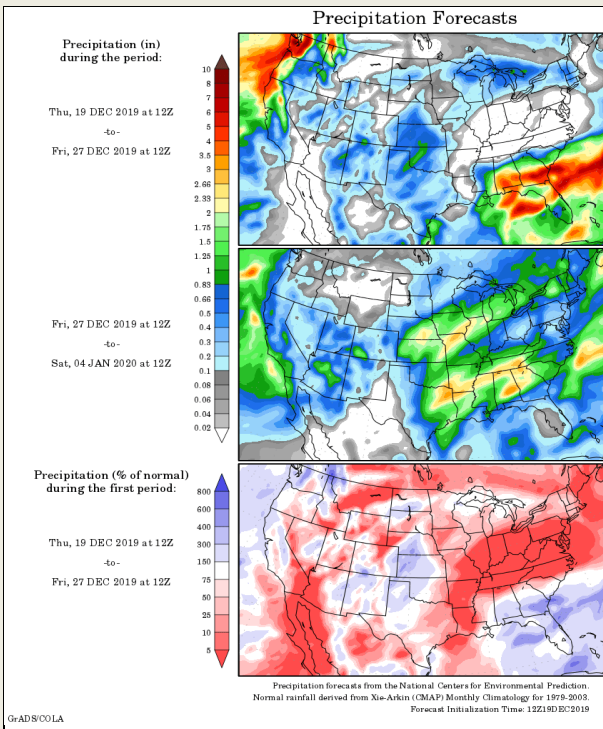 Precipitation Forecasts
Precipitation (in)
during the period:
Thu, 19 DEC 2019 at 12Z
-to-
Fri, 27 DEC 2019 at 12Z
10
8
7
6
5
4
3.5
3
2.66
2.33
2
1.75
1.5
1.25
1
0.83
0.66
0.5
0.4
0.3
0.2
0.1
0.08
0.06
0.04
0.02
Fri, 27 DEC 2019 at 12Z
-to-
Sat, 04 JAN 2020 at 12Z
Precipitation (% of normal)
during the first period:
Thu, 19 DEC 2019 at 12Z
-to-
Fri, 27 DEC 2019 at 12Z
800
600
400
300
150
75
50
25
10
5
Precipitation forecasts from the National Centers for Environmental Prediction.
Normal rainfall derived from Xie-Arkin (CMAP) Monthly Climatology for 1979-2003.
Forecast Initialization Time: 12Z19DEC2019
GrADS/COLA